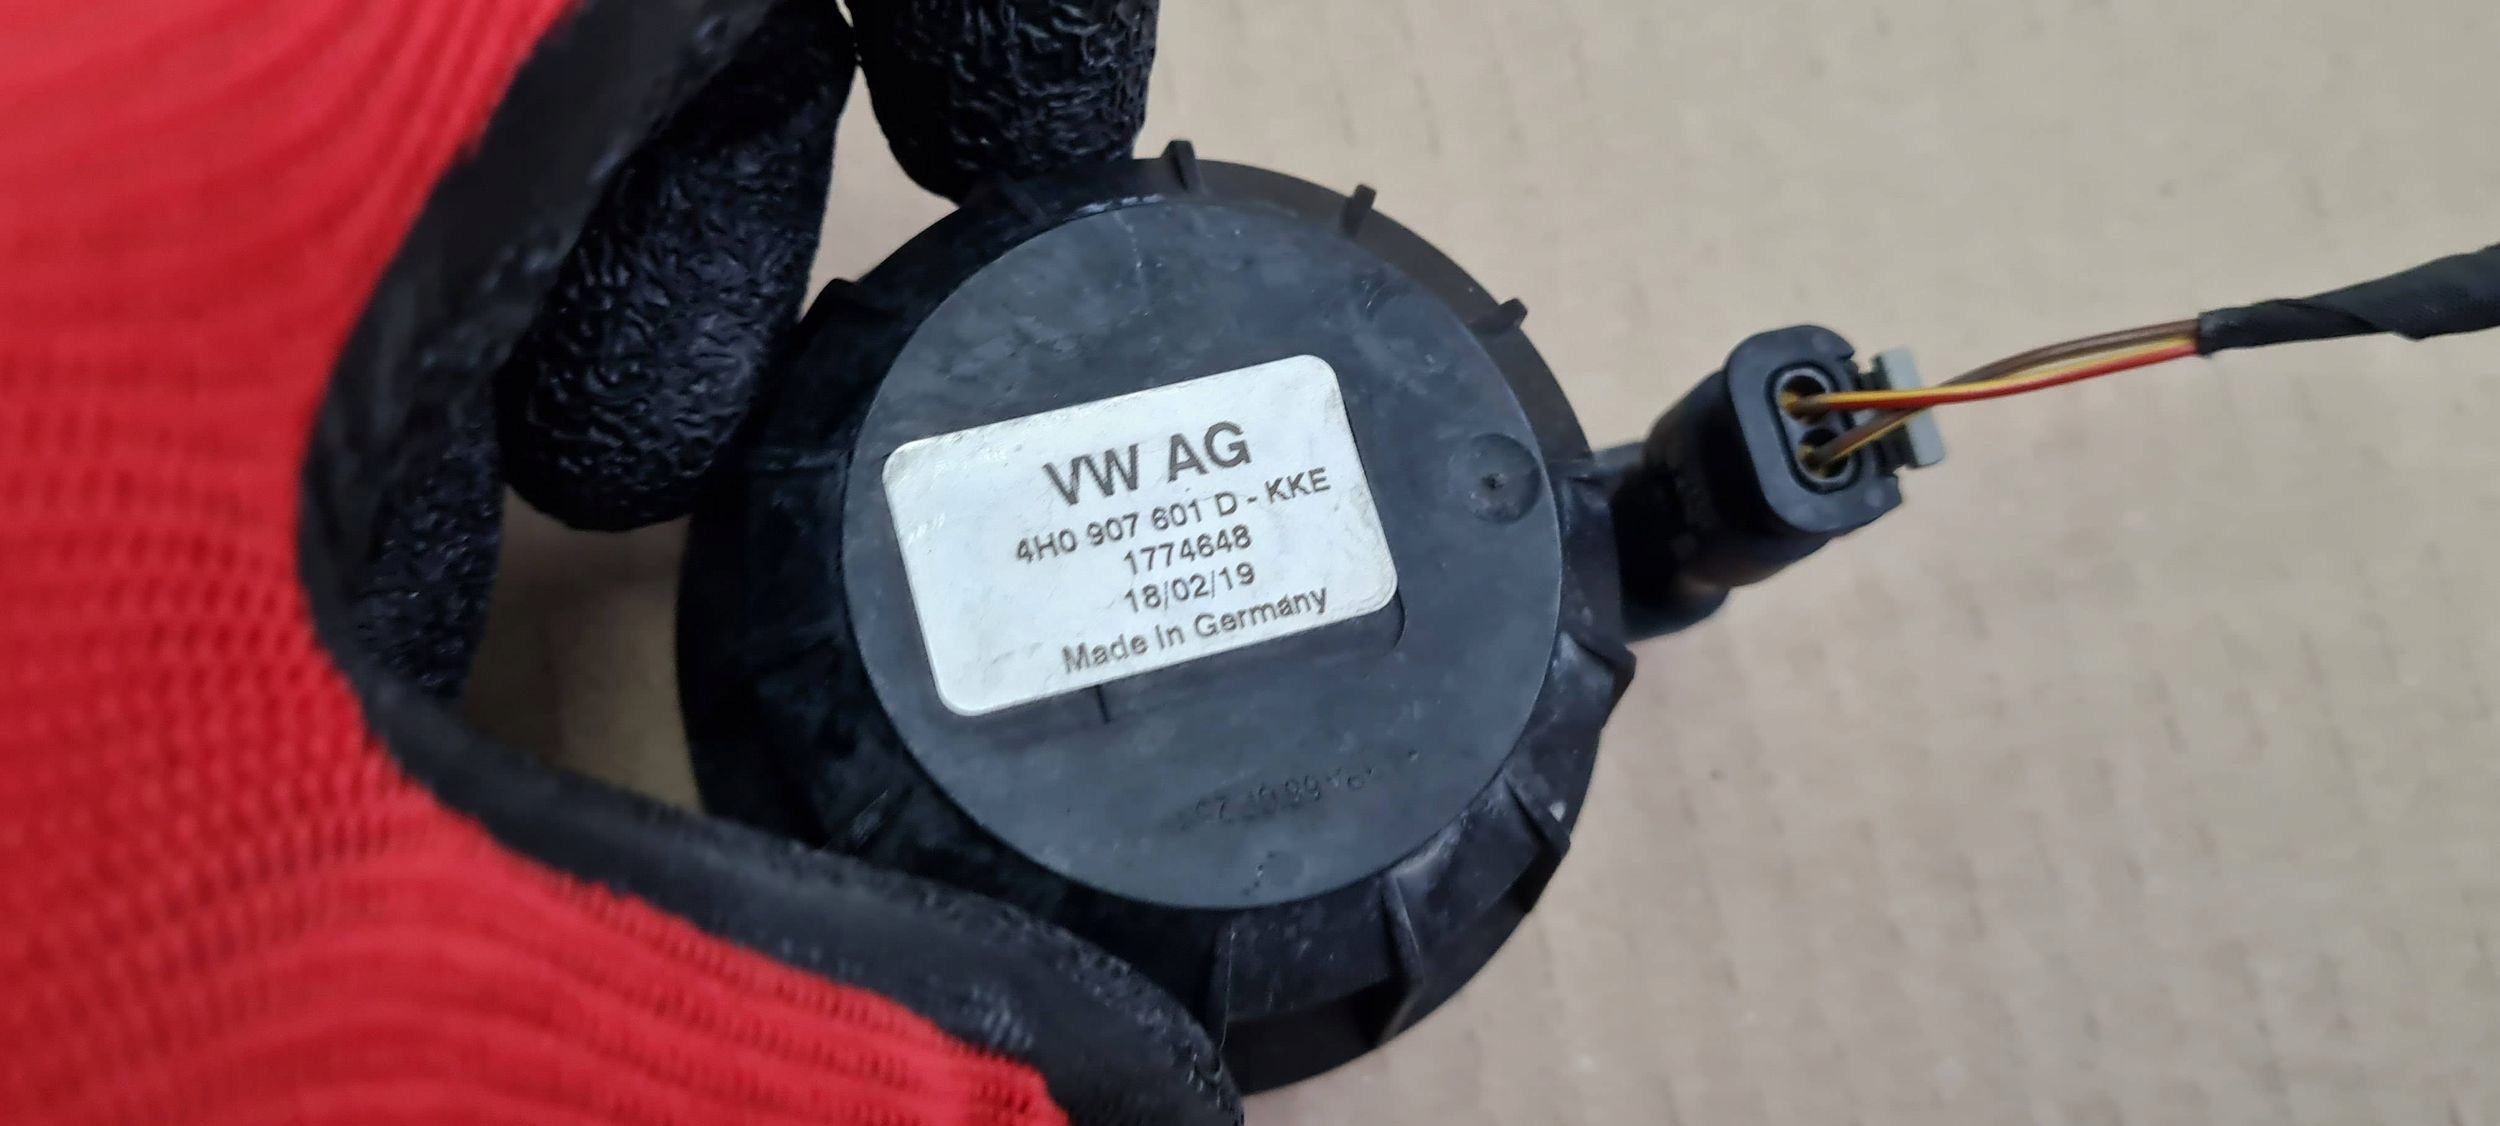 VW AG
4H0 907 601 D - KKE
1774648
18/02/19
Made In Germany